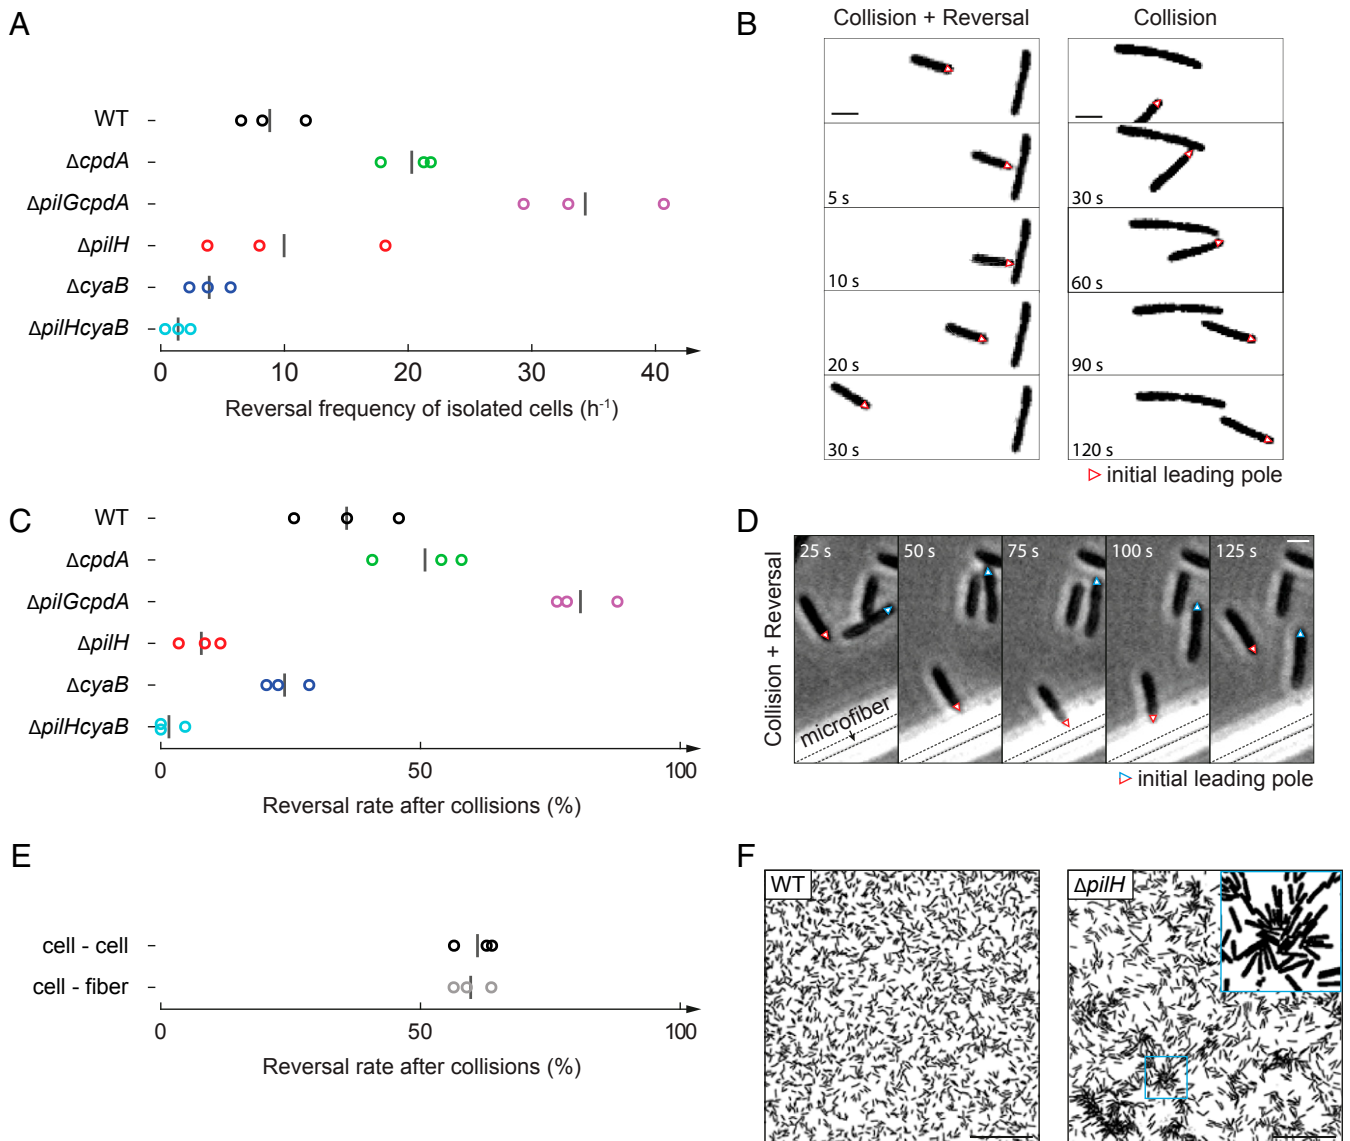 A
WT
ΔcpdA
ΔpilGcpdA
ΔpilH
ΔcyaB
ΔpilHcyaB
0 10 20 30 40
Reversal frequency of isolated cells (h⁻¹)
B
Collision + Reversal Collision
5 s 30 s
10 s 60 s
20 s 90 s
30 s 120 s
initial leading pole
C
WT
ΔcpdA
ΔpilGcpdA
ΔpilH
ΔcyaB
ΔpilHcyaB
0 50 100
Reversal rate after collisions (%)
D
Collision + Reversal
25 s 50 s 75 s 100 s 125 s
microfiber
initial leading pole
E
cell - cell
cell - fiber
0 50 100
Reversal rate after collisions (%)
F
WT ΔpilH